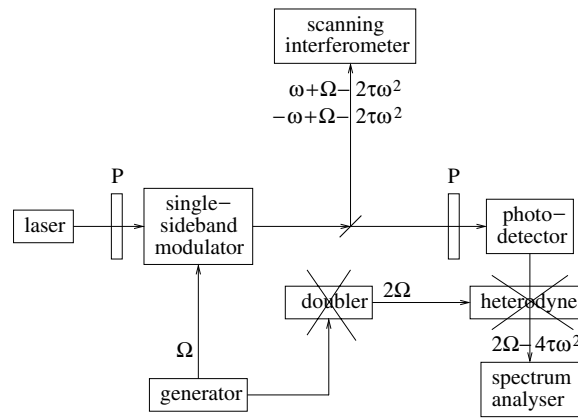 scanning
interferometer
ω+Ω−2τω²
−ω+Ω−2τω²
P
P
laser
single−
sideband
modulator
photo−
detector
doubler
2Ω
heterodyne
Ω
2Ω−4τω²
generator
spectrum
analyser